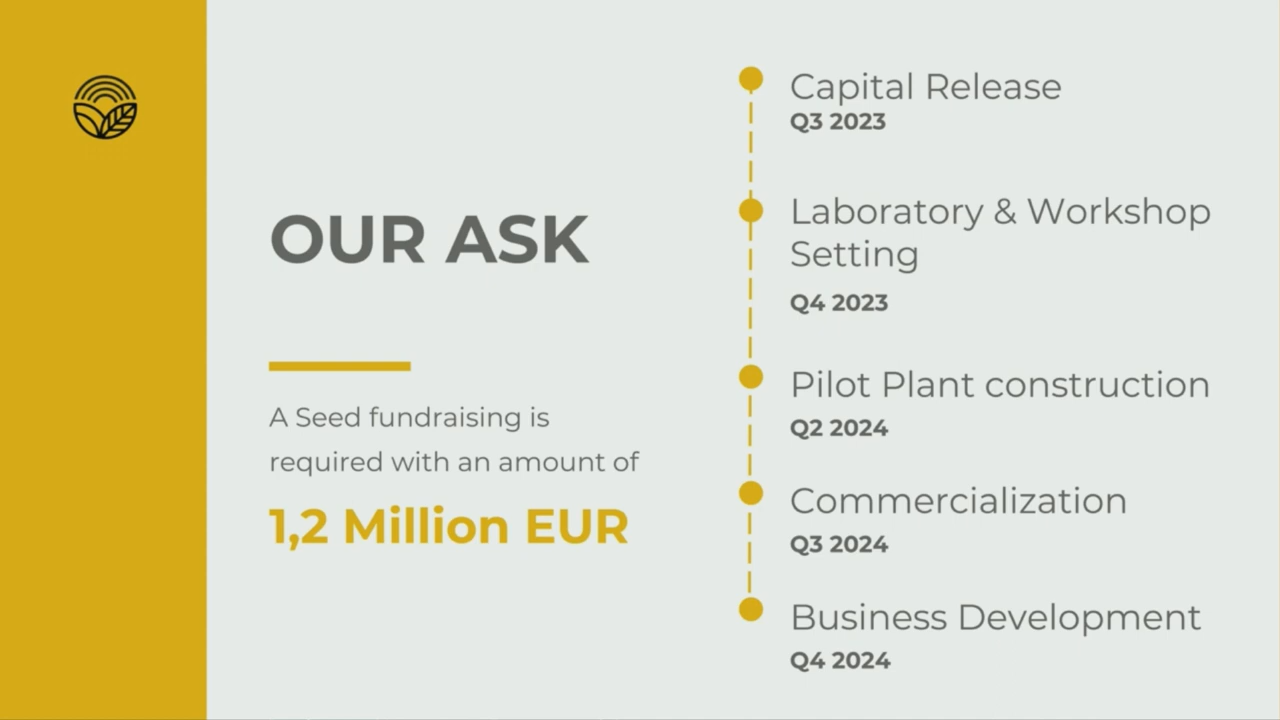 OUR ASK
A Seed fundraising is
required with an amount of
1,2 Million EUR
Capital Release
Q3 2023
Laboratory & Workshop
Setting
Q4 2023
Pilot Plant construction
Q2 2024
Commercialization
Q3 2024
Business Development
Q4 2024